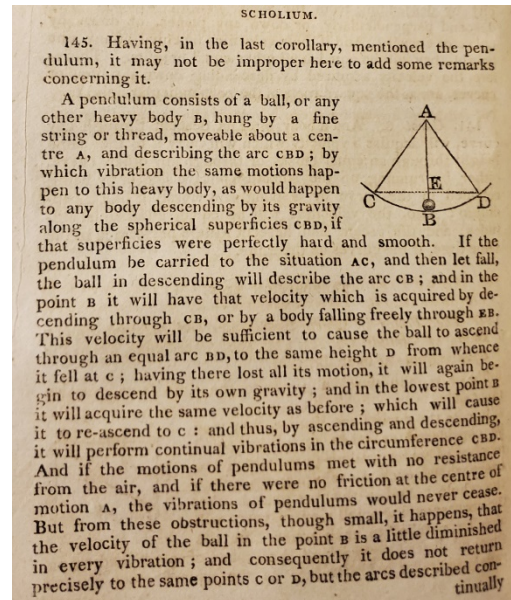 SCHOLIUM.
145. Having, in the last corollary, mentioned the pen-
dulum, it may not be improper here to add some remarks
concerning it.
A pendulum consists of a ball, or any
other heavy body B, hung by a fine
string or thread, moveable about a cen-
tre A, and describing the arc CBD; by
which vibration the same motions hap-
pen to this heavy body, as would happen
to any body descending by its gravity
along the spherical superficies CBD, if
that superficies were perfectly hard and smooth. If the
pendulum be carried to the situation AC, and then let fall,
the ball in descending will describe the arc CB; and in the
point B it will have that velocity which is acquired by de-
cending through CB, or by a body falling freely through EB.
This velocity will be sufficient to cause the ball to ascend
through an equal arc BD, to the same height D from whence
it fell at C; having there lost all its motion, it will again be-
gin to descend by its own gravity; and in the lowest point B
it will acquire the same velocity as before; which will cause
it to re-ascend to C: and thus, by ascending and descending,
it will perform continual vibrations in the circumference CBD.
And if the motions of pendulums met with no resistance
from the air, and if there were no friction at the centre of
motion A, the vibrations of pendulums would never cease.
But from these obstructions, though small, it happens, that
the velocity of the ball in the point B is a little diminished
in every vibration; and consequently it does not return
precisely to the same points C or D, but the arcs described con-
tinually
A
E
C
D
B